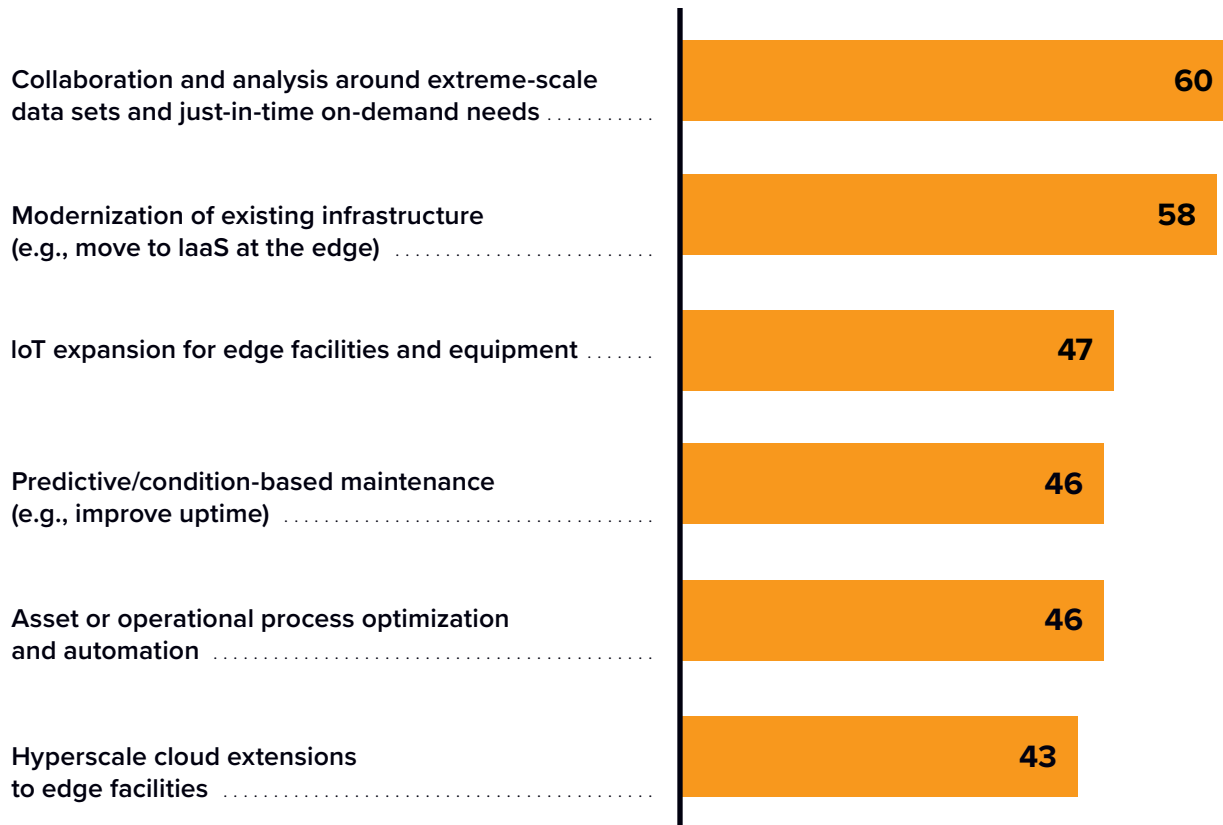 Collaboration and analysis around extreme-scale
data sets and just-in-time on-demand needs ........... 60
Modernization of existing infrastructure
(e.g., move to IaaS at the edge) .......................... 58
IoT expansion for edge facilities and equipment ....... 47
Predictive/condition-based maintenance
(e.g., improve uptime) ..................................... 46
Asset or operational process optimization
and automation ............................................ 46
Hyperscale cloud extensions
to edge facilities ........................................... 43